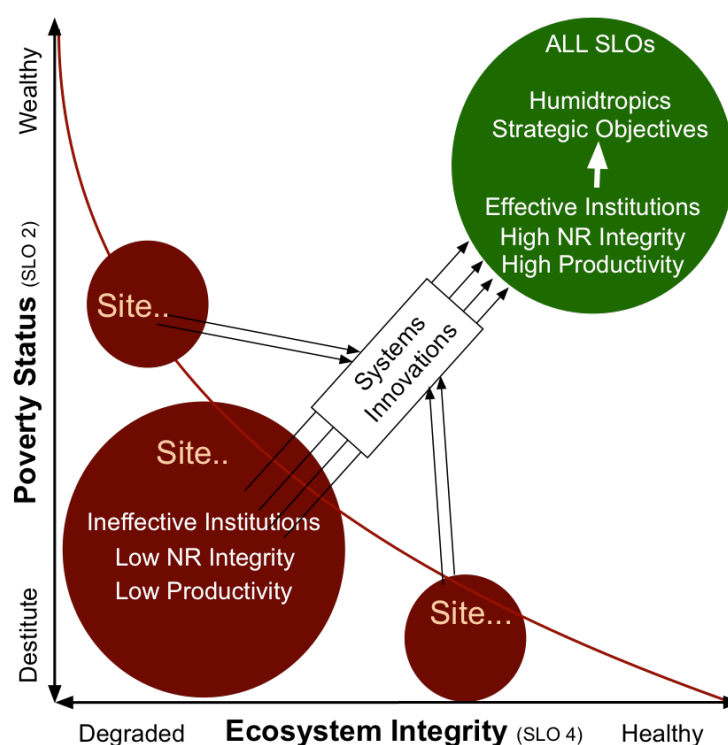 ALL SLOs
Humidtropics
Strategic Objectives
Effective Institutions
High NR Integrity
High Productivity
Wealthy
Poverty Status (SLO 2)
Destitute
Site..
Systems
Innovations
Site..
Ineffective Institutions
Low NR Integrity
Low Productivity
Site...
Degraded
Ecosystem Integrity (SLO 4)
Healthy